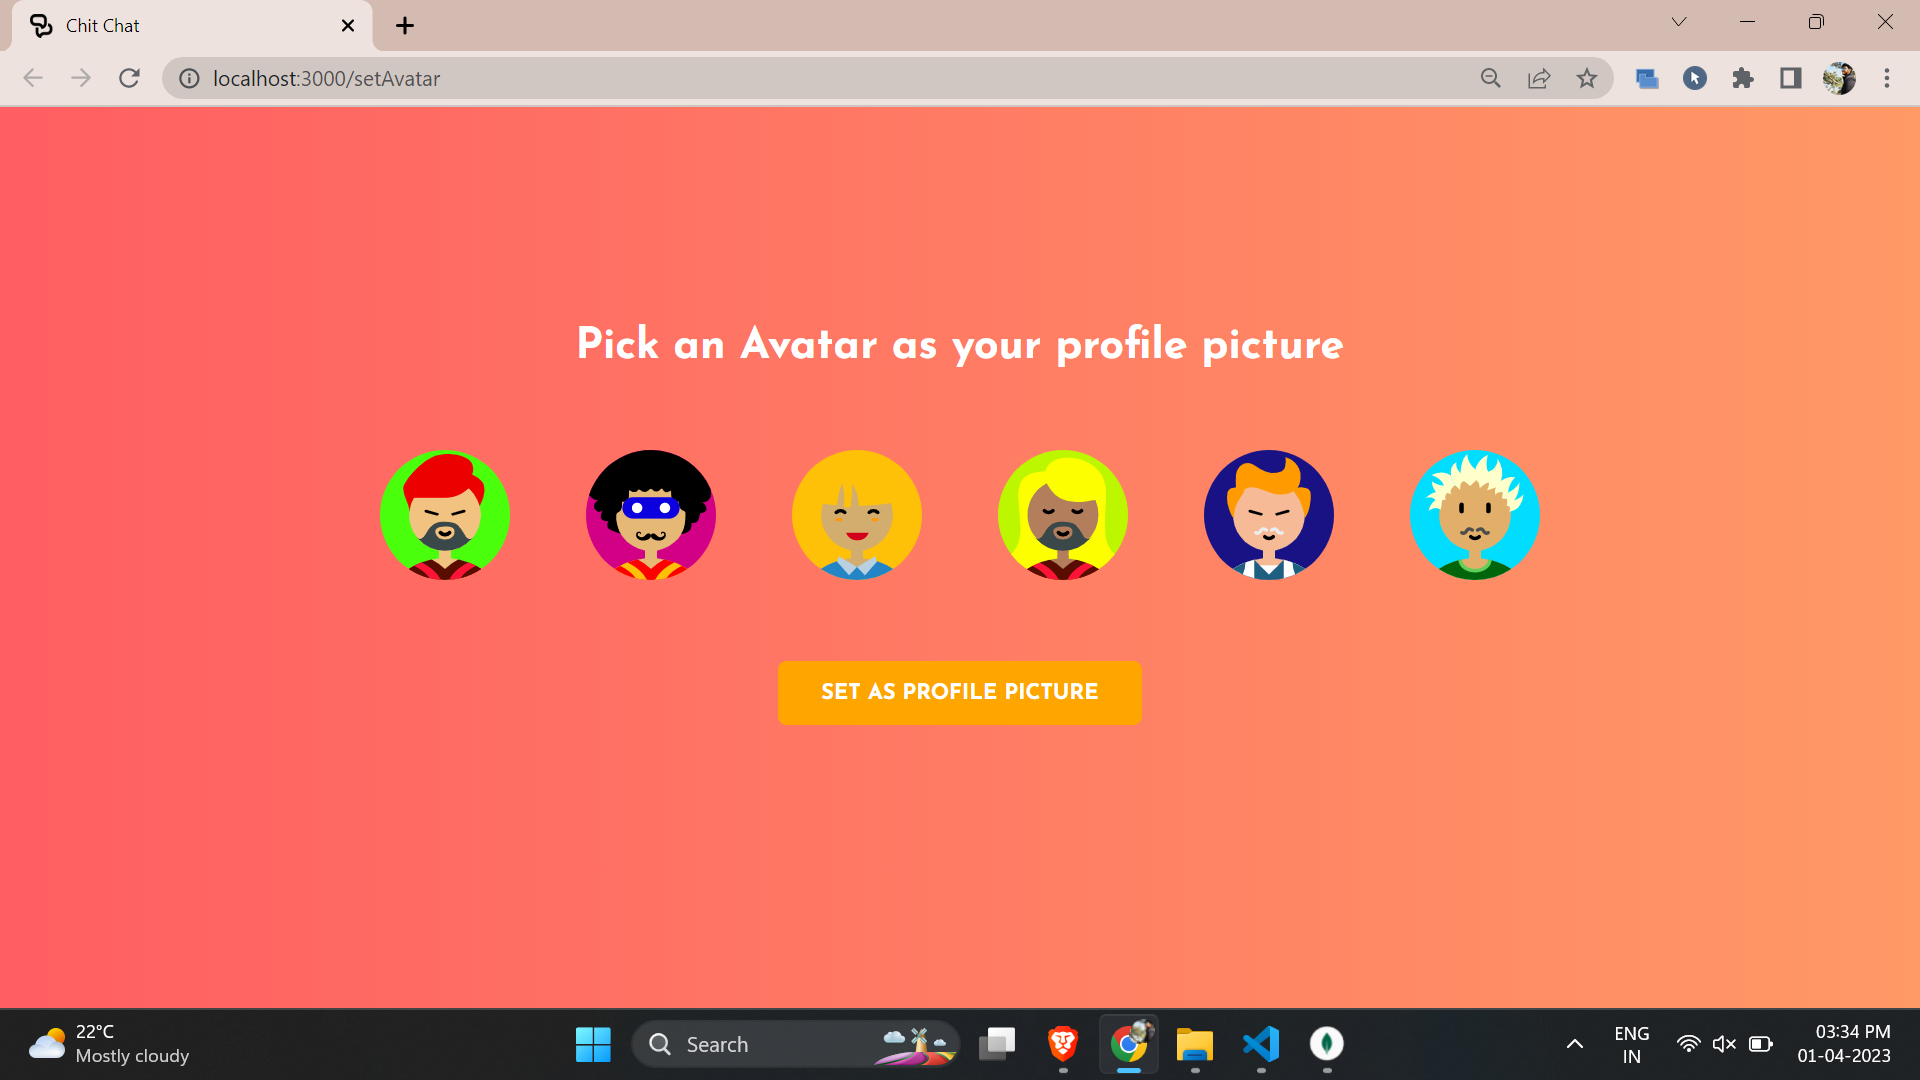 Chit Chat
localhost:3000/setAvatar
Pick an Avatar as your profile picture
SET AS PROFILE PICTURE
22°C
Mostly cloudy
Search
ENG
IN
03:34 PM
01-04-2023